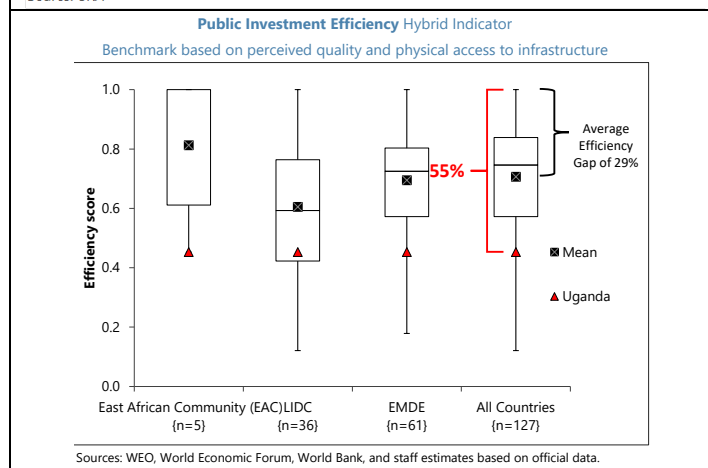 Public Investment Efficiency Hybrid Indicator
Benchmark based on perceived quality and physical access to infrastructure
1.0
0.8
0.6
0.4
0.2
0.0
Efficiency score
55%
Average
Efficiency
Gap of 29%
Mean
Uganda
East African Community (EAC)
{n=5}
LIDC
{n=36}
EMDE
{n=61}
All Countries
{n=127}
Sources: WEO, World Economic Forum, World Bank, and staff estimates based on official data.